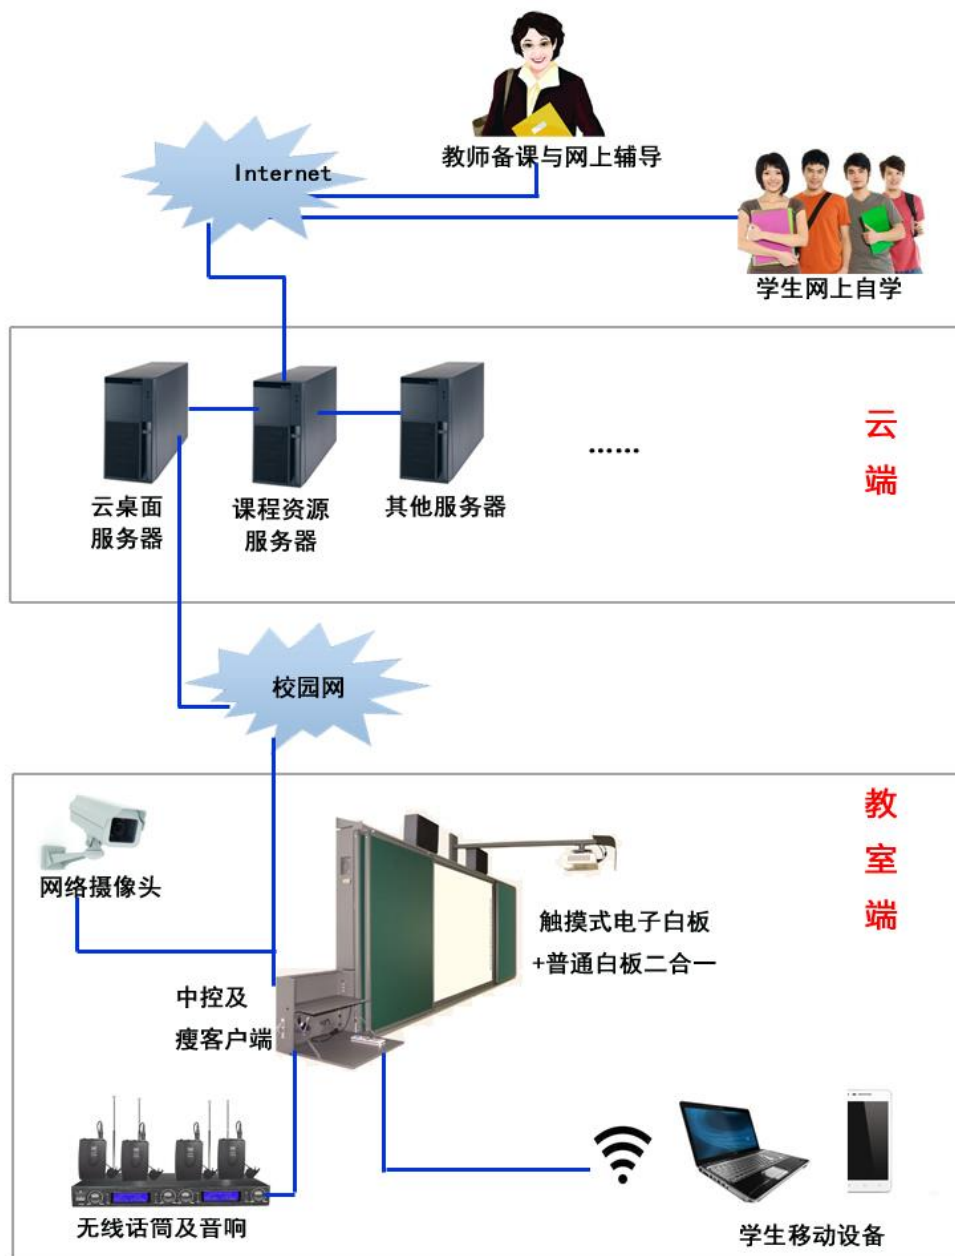 教师备课与网上辅导
Internet
学生网上自学
云
端
云桌面
服务器
课程资源
服务器
其他服务器
······
校园网
教
室
端
网络摄像头
触摸式电子白板
+普通白板二合一
中控及
瘦客户端
无线话筒及音响
学生移动设备